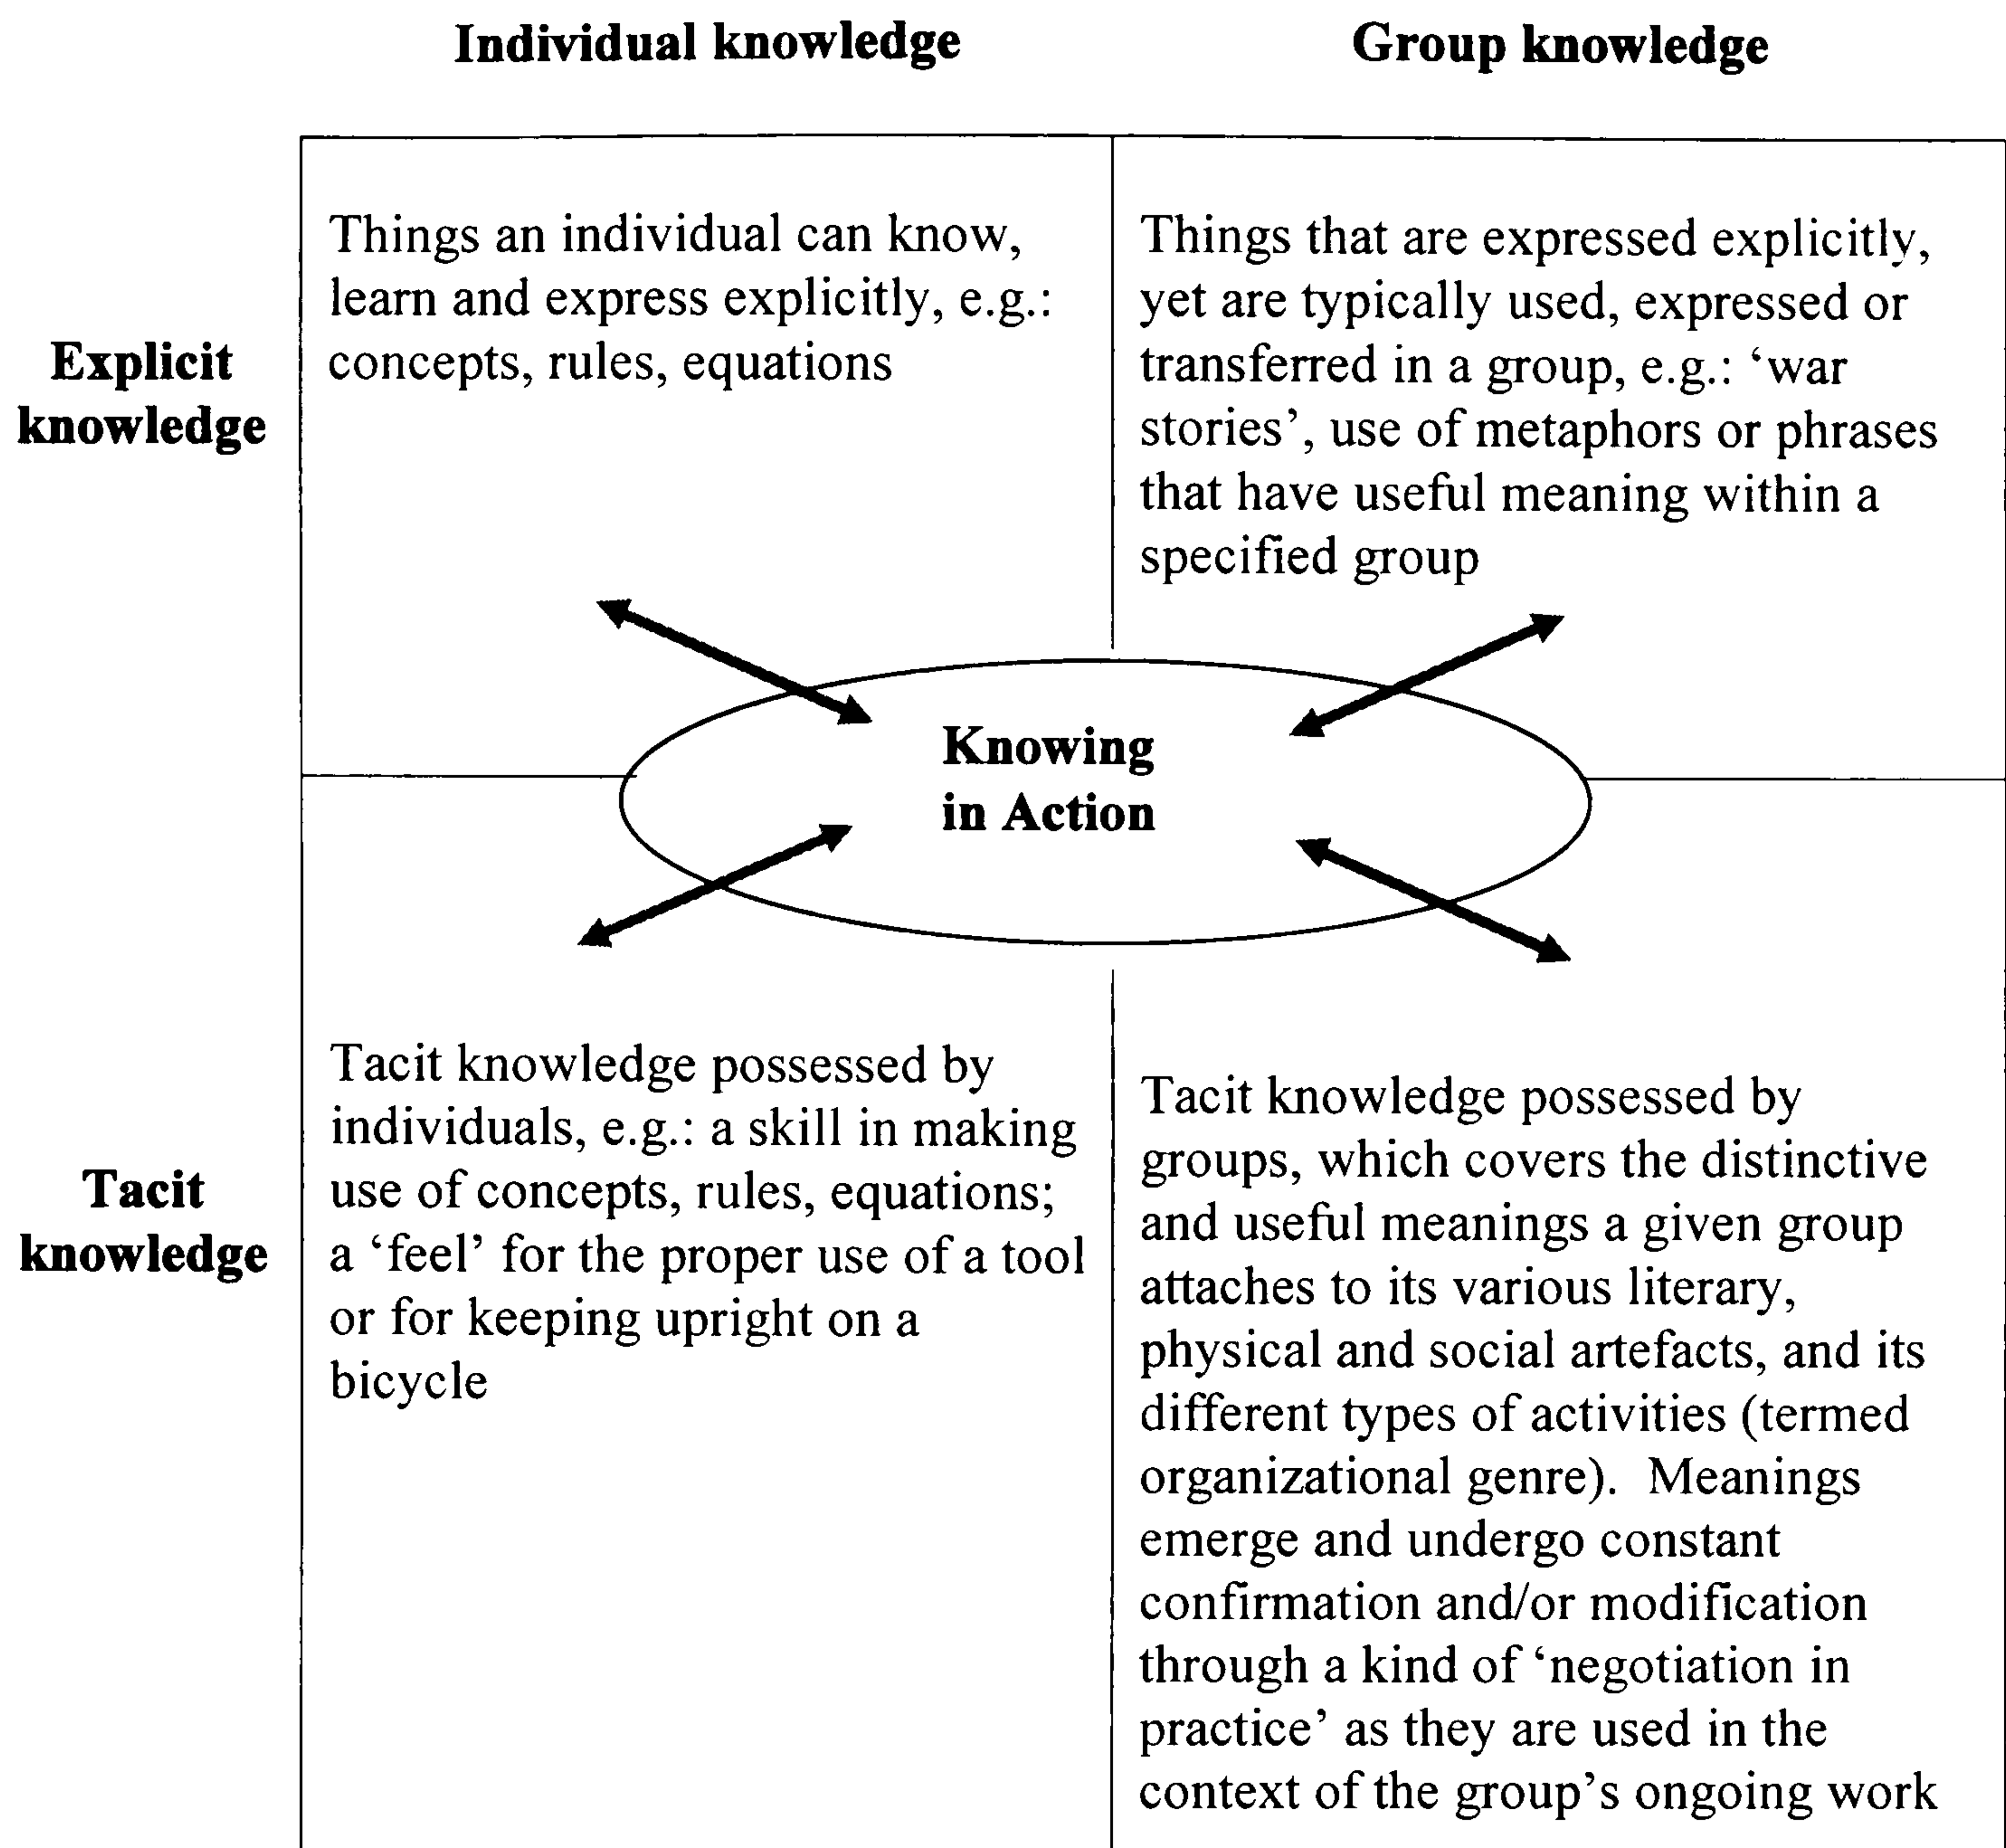 Individual knowledge
Group knowledge
Explicit
knowledge
Things an individual can know,
learn and express explicitly, e.g.:
concepts, rules, equations
Things that are expressed explicitly,
yet are typically used, expressed or
transferred in a group, e.g.: ‘war
stories’, use of metaphors or phrases
that have useful meaning within a
specified group
Knowing
in Action
Tacit
knowledge
Tacit knowledge possessed by
individuals, e.g.: a skill in making
use of concepts, rules, equations;
a ‘feel’ for the proper use of a tool
or for keeping upright on a
bicycle
Tacit knowledge possessed by
groups, which covers the distinctive
and useful meanings a given group
attaches to its various literary,
physical and social artefacts, and its
different types of activities (termed
organizational genre).  Meanings
emerge and undergo constant
confirmation and/or modification
through a kind of ‘negotiation in
practice’ as they are used in the
context of the group’s ongoing work